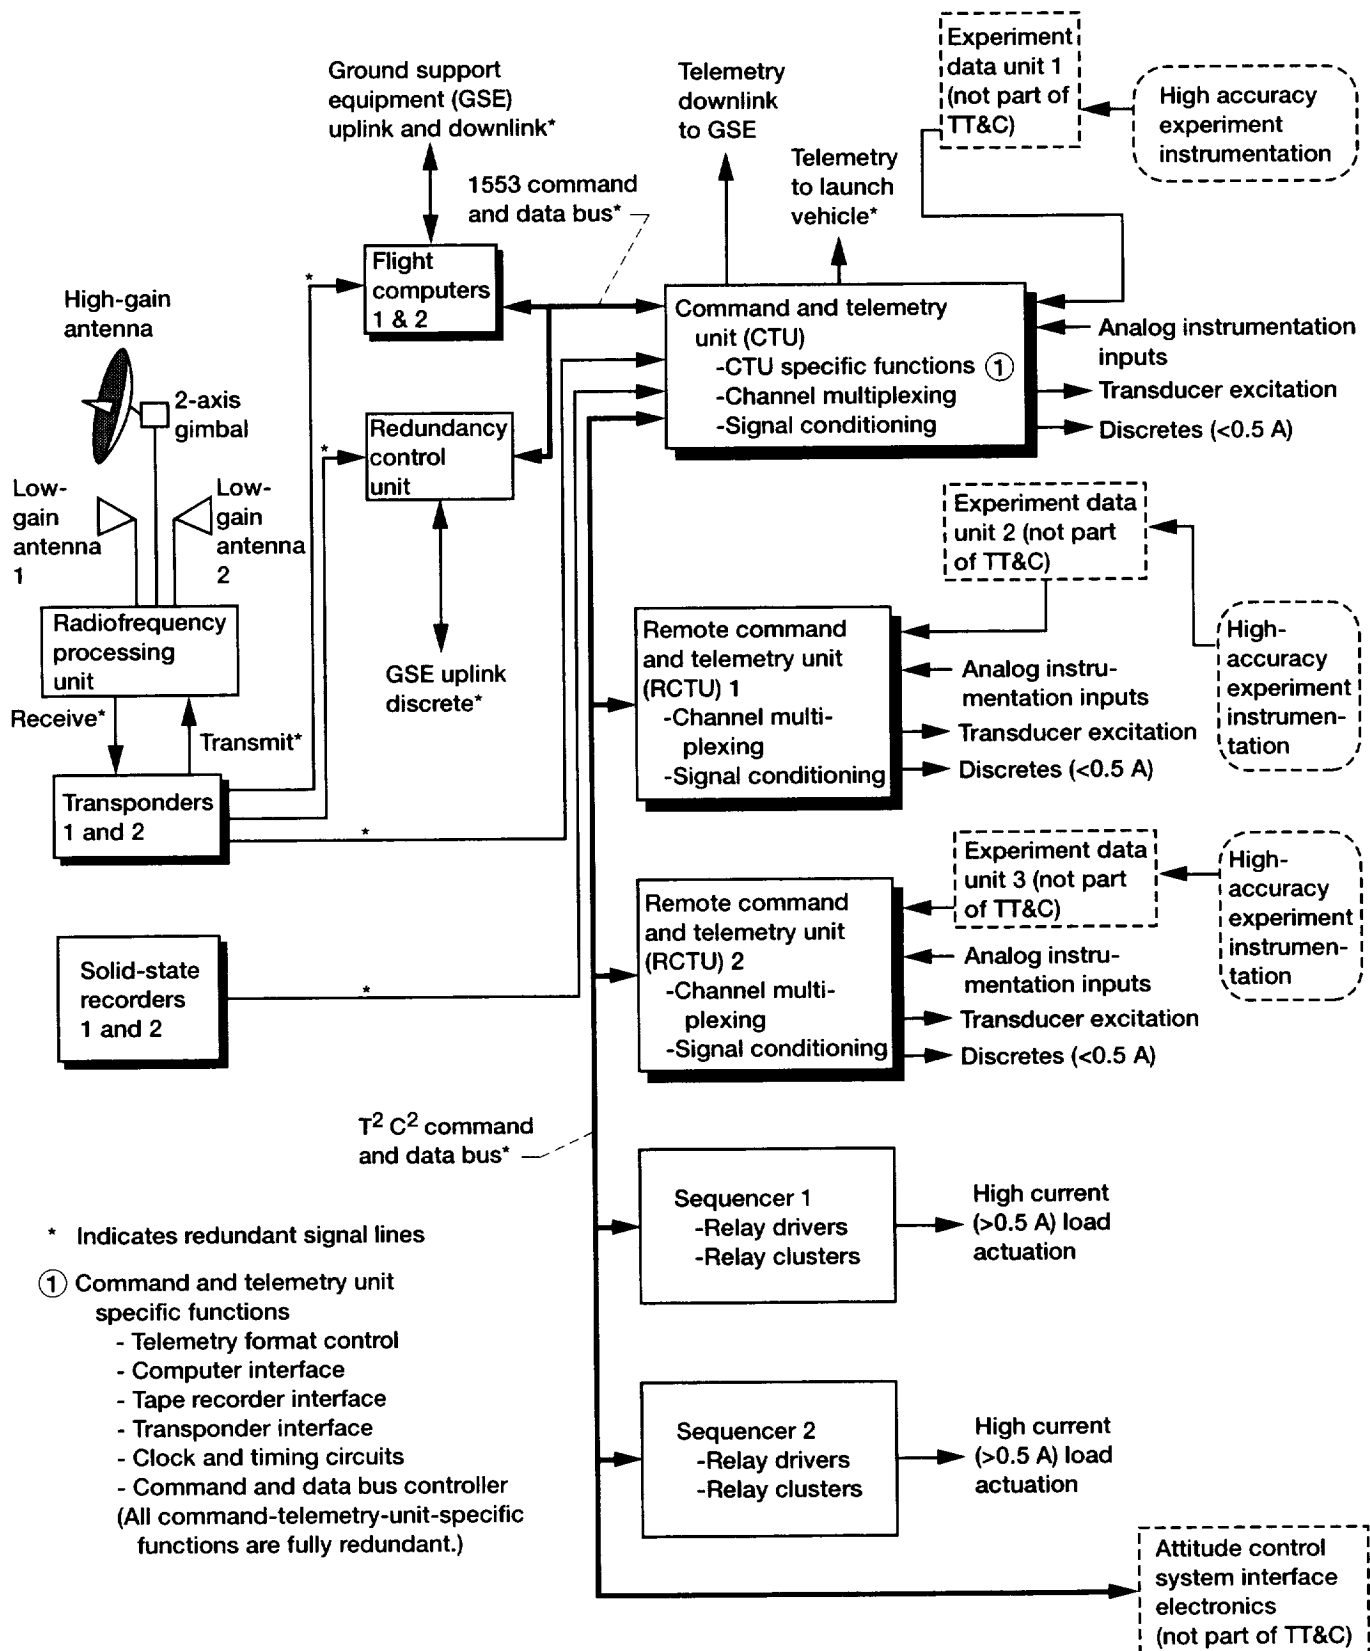 Experiment
data unit 1
(not part of
TT&C)
High accuracy
experiment
instrumentation
Ground support
equipment (GSE)
uplink and downlink*
Telemetry
downlink
to GSE
Telemetry
to launch
vehicle*
1553 command
and data bus*
*
Flight
computers
1 & 2
High-gain
antenna
2-axis
gimbal
Command and telemetry
unit (CTU)
-CTU specific functions ①
-Channel multiplexing
-Signal conditioning
Analog instrumentation
inputs
Transducer excitation
Discretes (<0.5 A)
*
Redundancy
control
unit
Low-
gain
antenna
1
Low-
gain
antenna
2
Experiment data
unit 2 (not part
of TT&C)
Radiofrequency
processing
unit
GSE uplink
discrete*
Remote command
and telemetry unit
(RCTU) 1
-Channel multi-
plexing
-Signal conditioning
Analog instru-
mentation inputs
Transducer excitation
Discretes (<0.5 A)
High-
accuracy
experiment
instrumen-
tation
Receive*
Transmit*
Transponders
1 and 2
*
Experiment data
unit 3 (not part
of TT&C)
High-
accuracy
experiment
instrumen-
tation
Remote command
and telemetry unit
(RCTU) 2
-Channel multi-
plexing
-Signal conditioning
Analog instru-
mentation inputs
Transducer excitation
Discretes (<0.5 A)
Solid-state
recorders
1 and 2
*
T² C² command
and data bus*
Sequencer 1
-Relay drivers
-Relay clusters
High current
(>0.5 A) load
actuation
* Indicates redundant signal lines
① Command and telemetry unit
specific functions
- Telemetry format control
- Computer interface
- Tape recorder interface
- Transponder interface
- Clock and timing circuits
- Command and data bus controller
(All command-telemetry-unit-specific
functions are fully redundant.)
Sequencer 2
-Relay drivers
-Relay clusters
High current
(>0.5 A) load
actuation
Attitude control
system interface
electronics
(not part of TT&C)